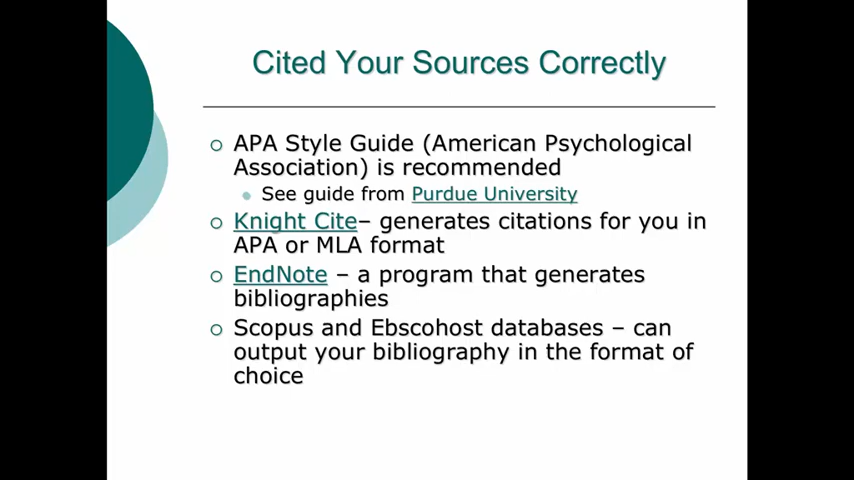 Cited Your Sources Correctly
APA Style Guide (American Psychological
Association) is recommended
See guide from Purdue University
Knight Cite– generates citations for you in
APA or MLA format
EndNote – a program that generates
bibliographies
Scopus and Ebscohost databases – can
output your bibliography in the format of
choice